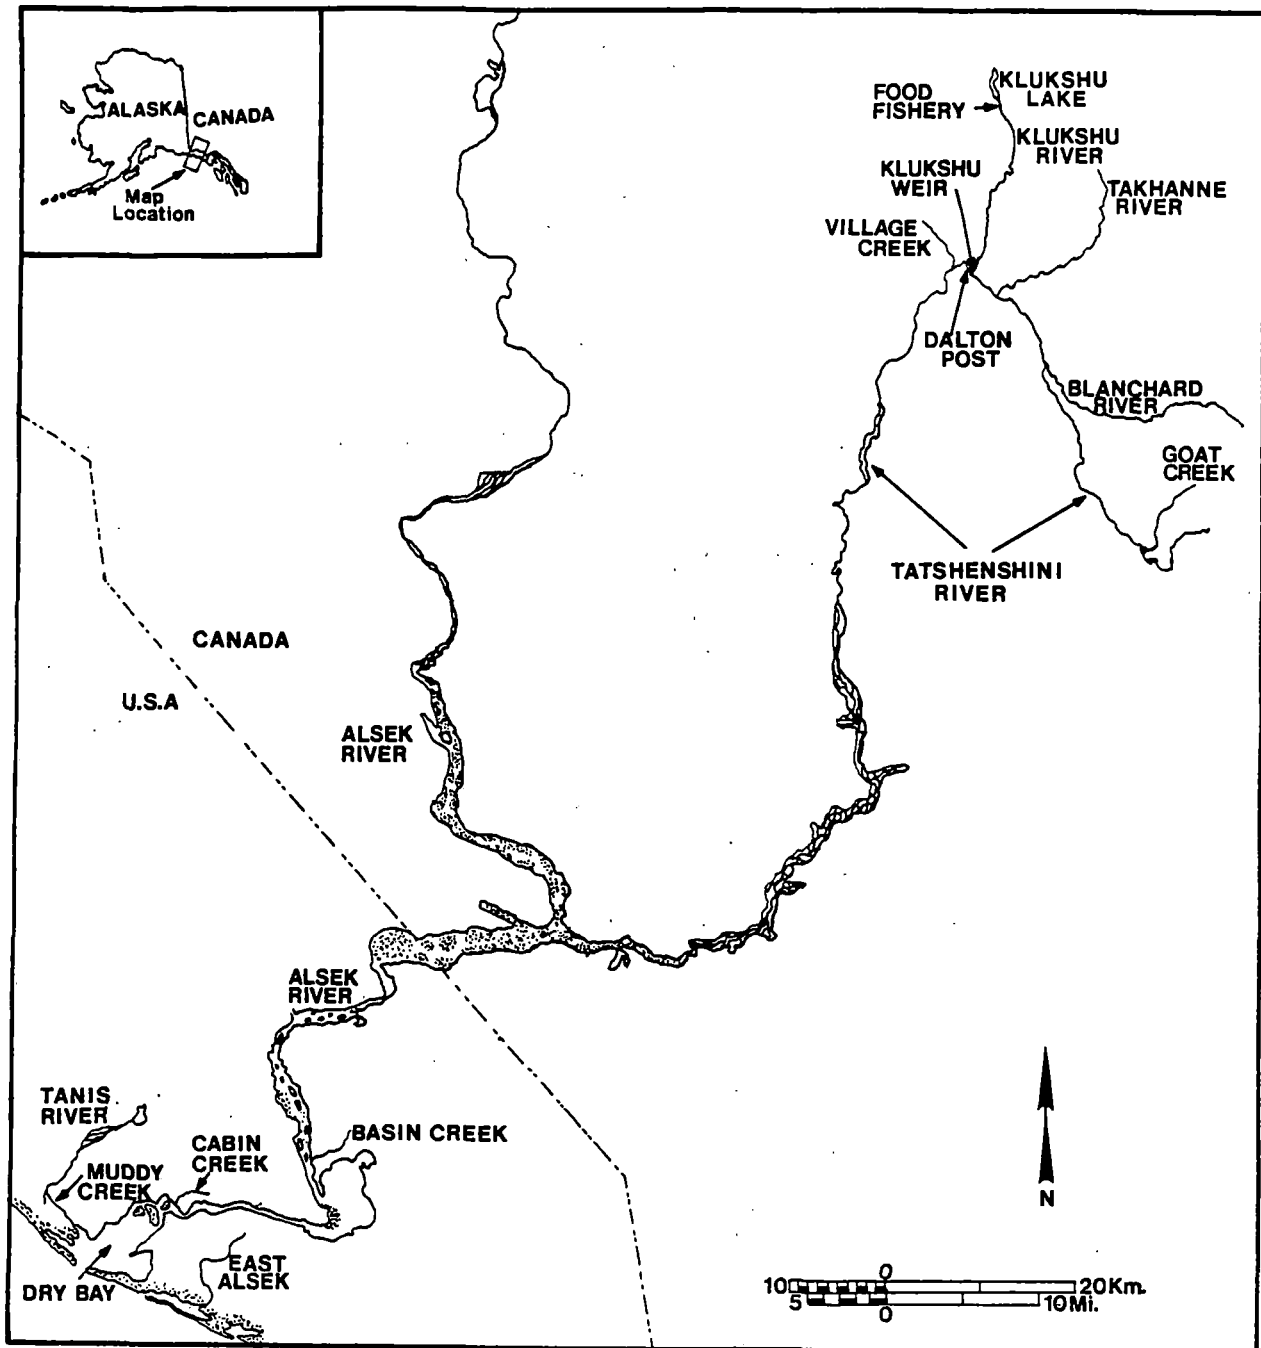 ALASKA
CANADA
Map
Location
FOOD
FISHERY
KLUKSHU
LAKE
KLUKSHU
RIVER
KLUKSHU
WEIR
TAKHANNE
RIVER
VILLAGE
CREEK
DALTON
POST
BLANCHARD
RIVER
GOAT
CREEK
TATSHENSHINI
RIVER
CANADA
U.S.A
ALSEK
RIVER
ALSEK
RIVER
TANIS
RIVER
CABIN
CREEK
BASIN CREEK
MUDDY
CREEK
EAST
ALSEK
DRY BAY
N
10 0 20Km.
5 0 10Mi.